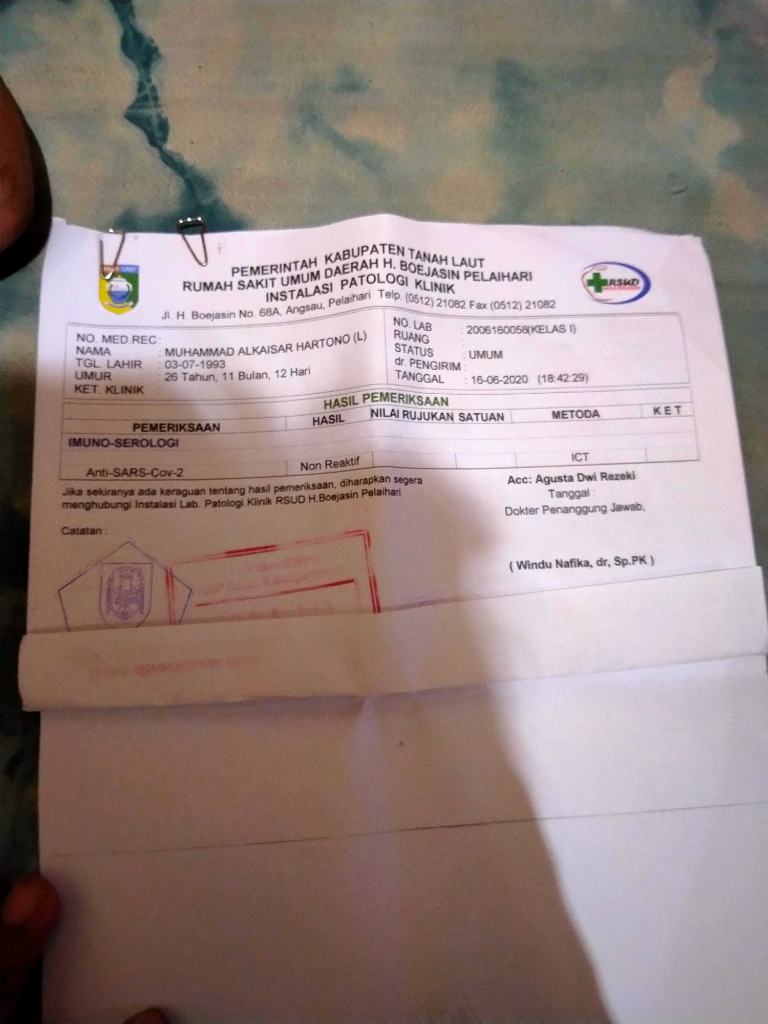 PEMERINTAH KABUPATEN TANAH LAUT
RUMAH SAKIT UMUM DAERAH H. BOEJASIN PELAIHARI
INSTALASI PATOLOGI KLINIK
Jl. H. Boejasin No. 68A, Angsau, Pelaihari Telp. (0512) 21082 Fax (0512) 21082
RSUD
NO. MED.REC :
NAMA : MUHAMMAD ALKAISAR HARTONO (L)
TGL. LAHIR : 03-07-1993
UMUR : 26 Tahun, 11 Bulan, 12 Hari
KET. KLINIK :
NO. LAB : 2006160058(KELAS I)
RUANG :
STATUS : UMUM
dr. PENGIRIM :
TANGGAL : 16-06-2020 (18:42:29)
HASIL PEMERIKSAAN
PEMERIKSAAN HASIL NILAI RUJUKAN SATUAN METODA KET
IMUNO-SEROLOGI
Anti-SARS-Cov-2 Non Reaktif ICT
Jika sekiranya ada keraguan tentang hasil pemeriksaan, diharapkan segera
menghubungi Instalasi Lab. Patologi Klinik RSUD H.Boejasin Pelaihari
Catatan :
Acc: Agusta Dwi Rezeki
Tanggal :
Dokter Penanggung Jawab,
( Windu Nafika, dr, Sp.PK )